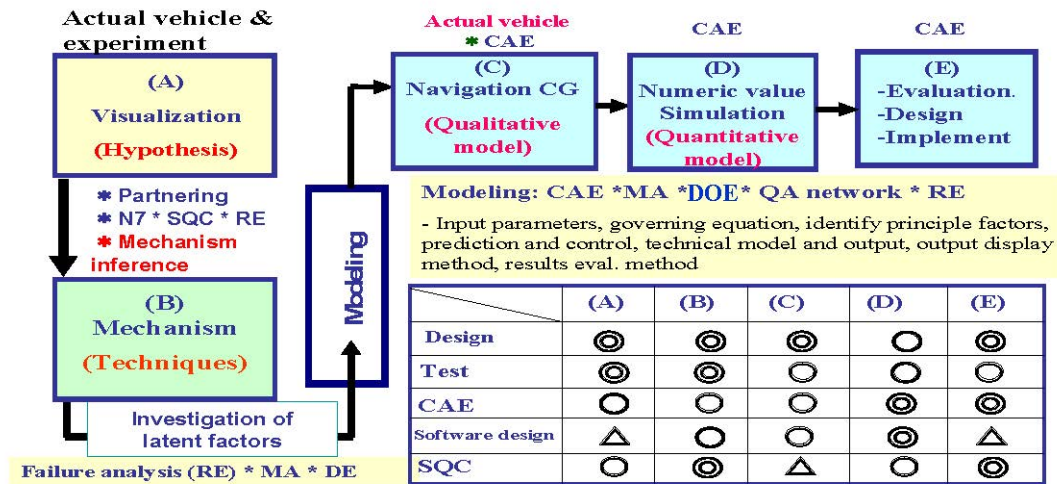 Actual vehicle &
experiment
(A)
Visualization
(Hypothesis)
* Partnering
* N7 * SQC * RE
* Mechanism
inference
(B)
Mechanism
(Techniques)
Investigation of
latent factors
Failure analysis (RE) * MA * DE
Modeling
Actual vehicle
* CAE
(C)
Navigation CG
(Qualitative
model)
CAE
(D)
Numeric value
Simulation
(Quantitative
model)
CAE
(E)
-Evaluation.
-Design
-Implement
Modeling: CAE *MA *DOE* QA network * RE
- Input parameters, governing equation, identify principle factors,
prediction and control, technical model and output, output display
method, results eval. method
(A) (B) (C) (D) (E)
Design ◎ ◎ ◎ ○ ◎
Test ◎ ◎ ○ ○ ○
CAE ○ ○ ○ ◎ ◎
Software design △ ○ ○ ◎ △
SQC ○ ◎ △ ○ ◎